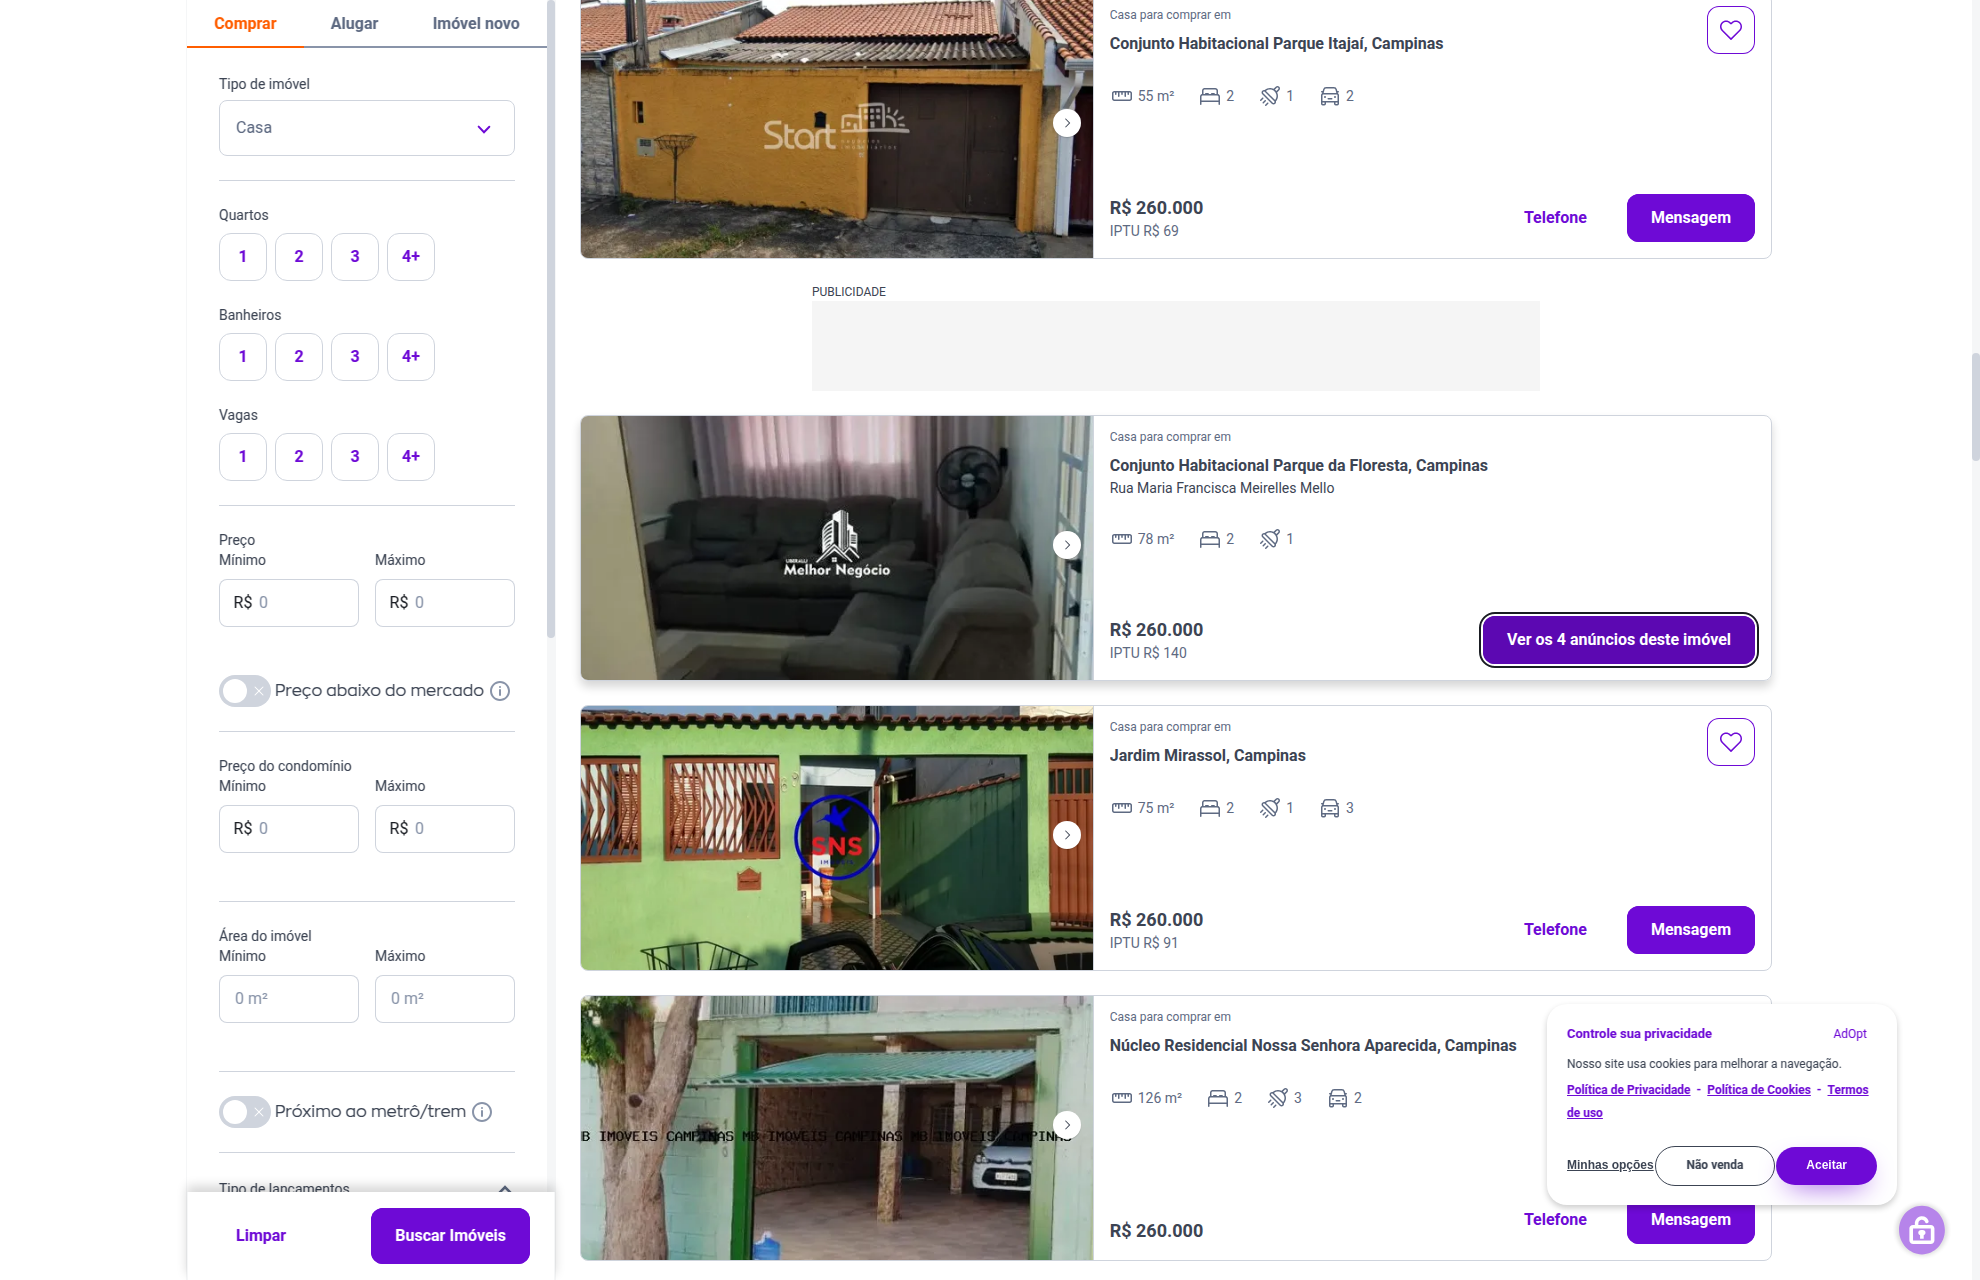 Comprar
Alugar
Imóvel novo
Tipo de imóvel
Casa
Quartos
1
2
3
4+
Banheiros
1
2
3
4+
Vagas
1
2
3
4+
Preço
Mínimo
Máximo
R$ 0
R$ 0
Preço abaixo do mercado
Preço do condomínio
Mínimo
Máximo
R$ 0
R$ 0
Área do imóvel
Mínimo
Máximo
0 m²
0 m²
Próximo ao metrô/trem
Tipo de lançamentos
Limpar
Buscar Imóveis
Start
Casa para comprar em
Conjunto Habitacional Parque Itajaí, Campinas
55 m²
2
1
2
R$ 260.000
IPTU R$ 69
Telefone
Mensagem
PUBLICIDADE
Melhor Negócio
Casa para comprar em
Conjunto Habitacional Parque da Floresta, Campinas
Rua Maria Francisca Meirelles Mello
78 m²
2
1
R$ 260.000
IPTU R$ 140
Ver os 4 anúncios deste imóvel
SNS
Casa para comprar em
Jardim Mirassol, Campinas
75 m²
2
1
3
R$ 260.000
IPTU R$ 91
Telefone
Mensagem
B IMOVEIS CAMPINAS MB IMOVEIS CAMPINAS MB IMOVEIS CAMPINAS
Casa para comprar em
Núcleo Residencial Nossa Senhora Aparecida, Campinas
126 m²
2
3
2
R$ 260.000
Telefone
Mensagem
Controle sua privacidade
AdOpt
Nosso site usa cookies para melhorar a navegação.
Política de Privacidade - Política de Cookies - Termos
de uso
Minhas opções
Não venda
Aceitar